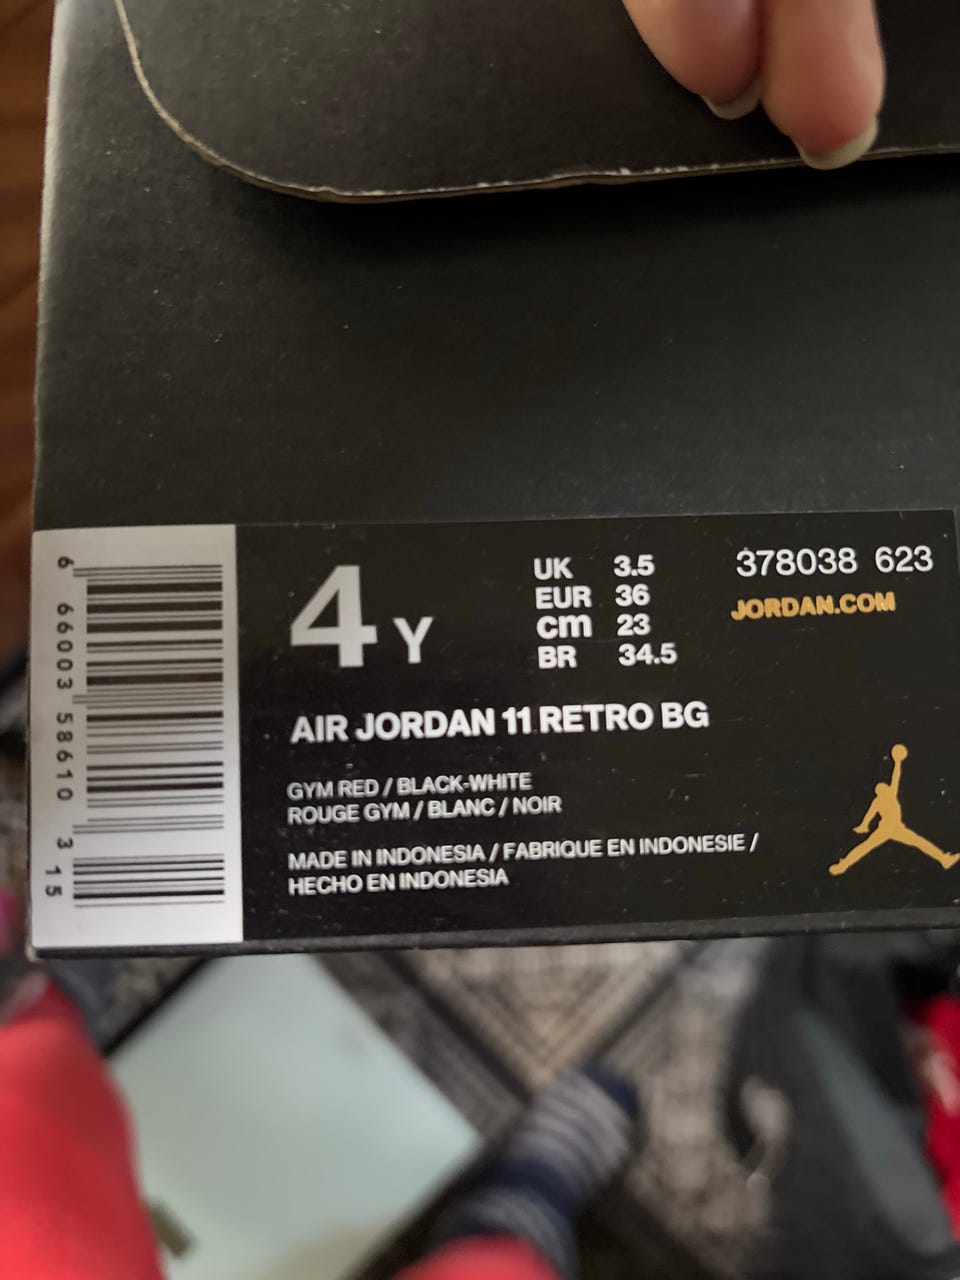 6 66003 58610 3 15
4 Y
UK 3.5
EUR 36
cm 23
BR 34.5
378038 623
JORDAN.COM
AIR JORDAN 11 RETRO BG
GYM RED / BLACK-WHITE
ROUGE GYM / BLANC / NOIR
MADE IN INDONESIA / FABRIQUE EN INDONESIE /
HECHO EN INDONESIA